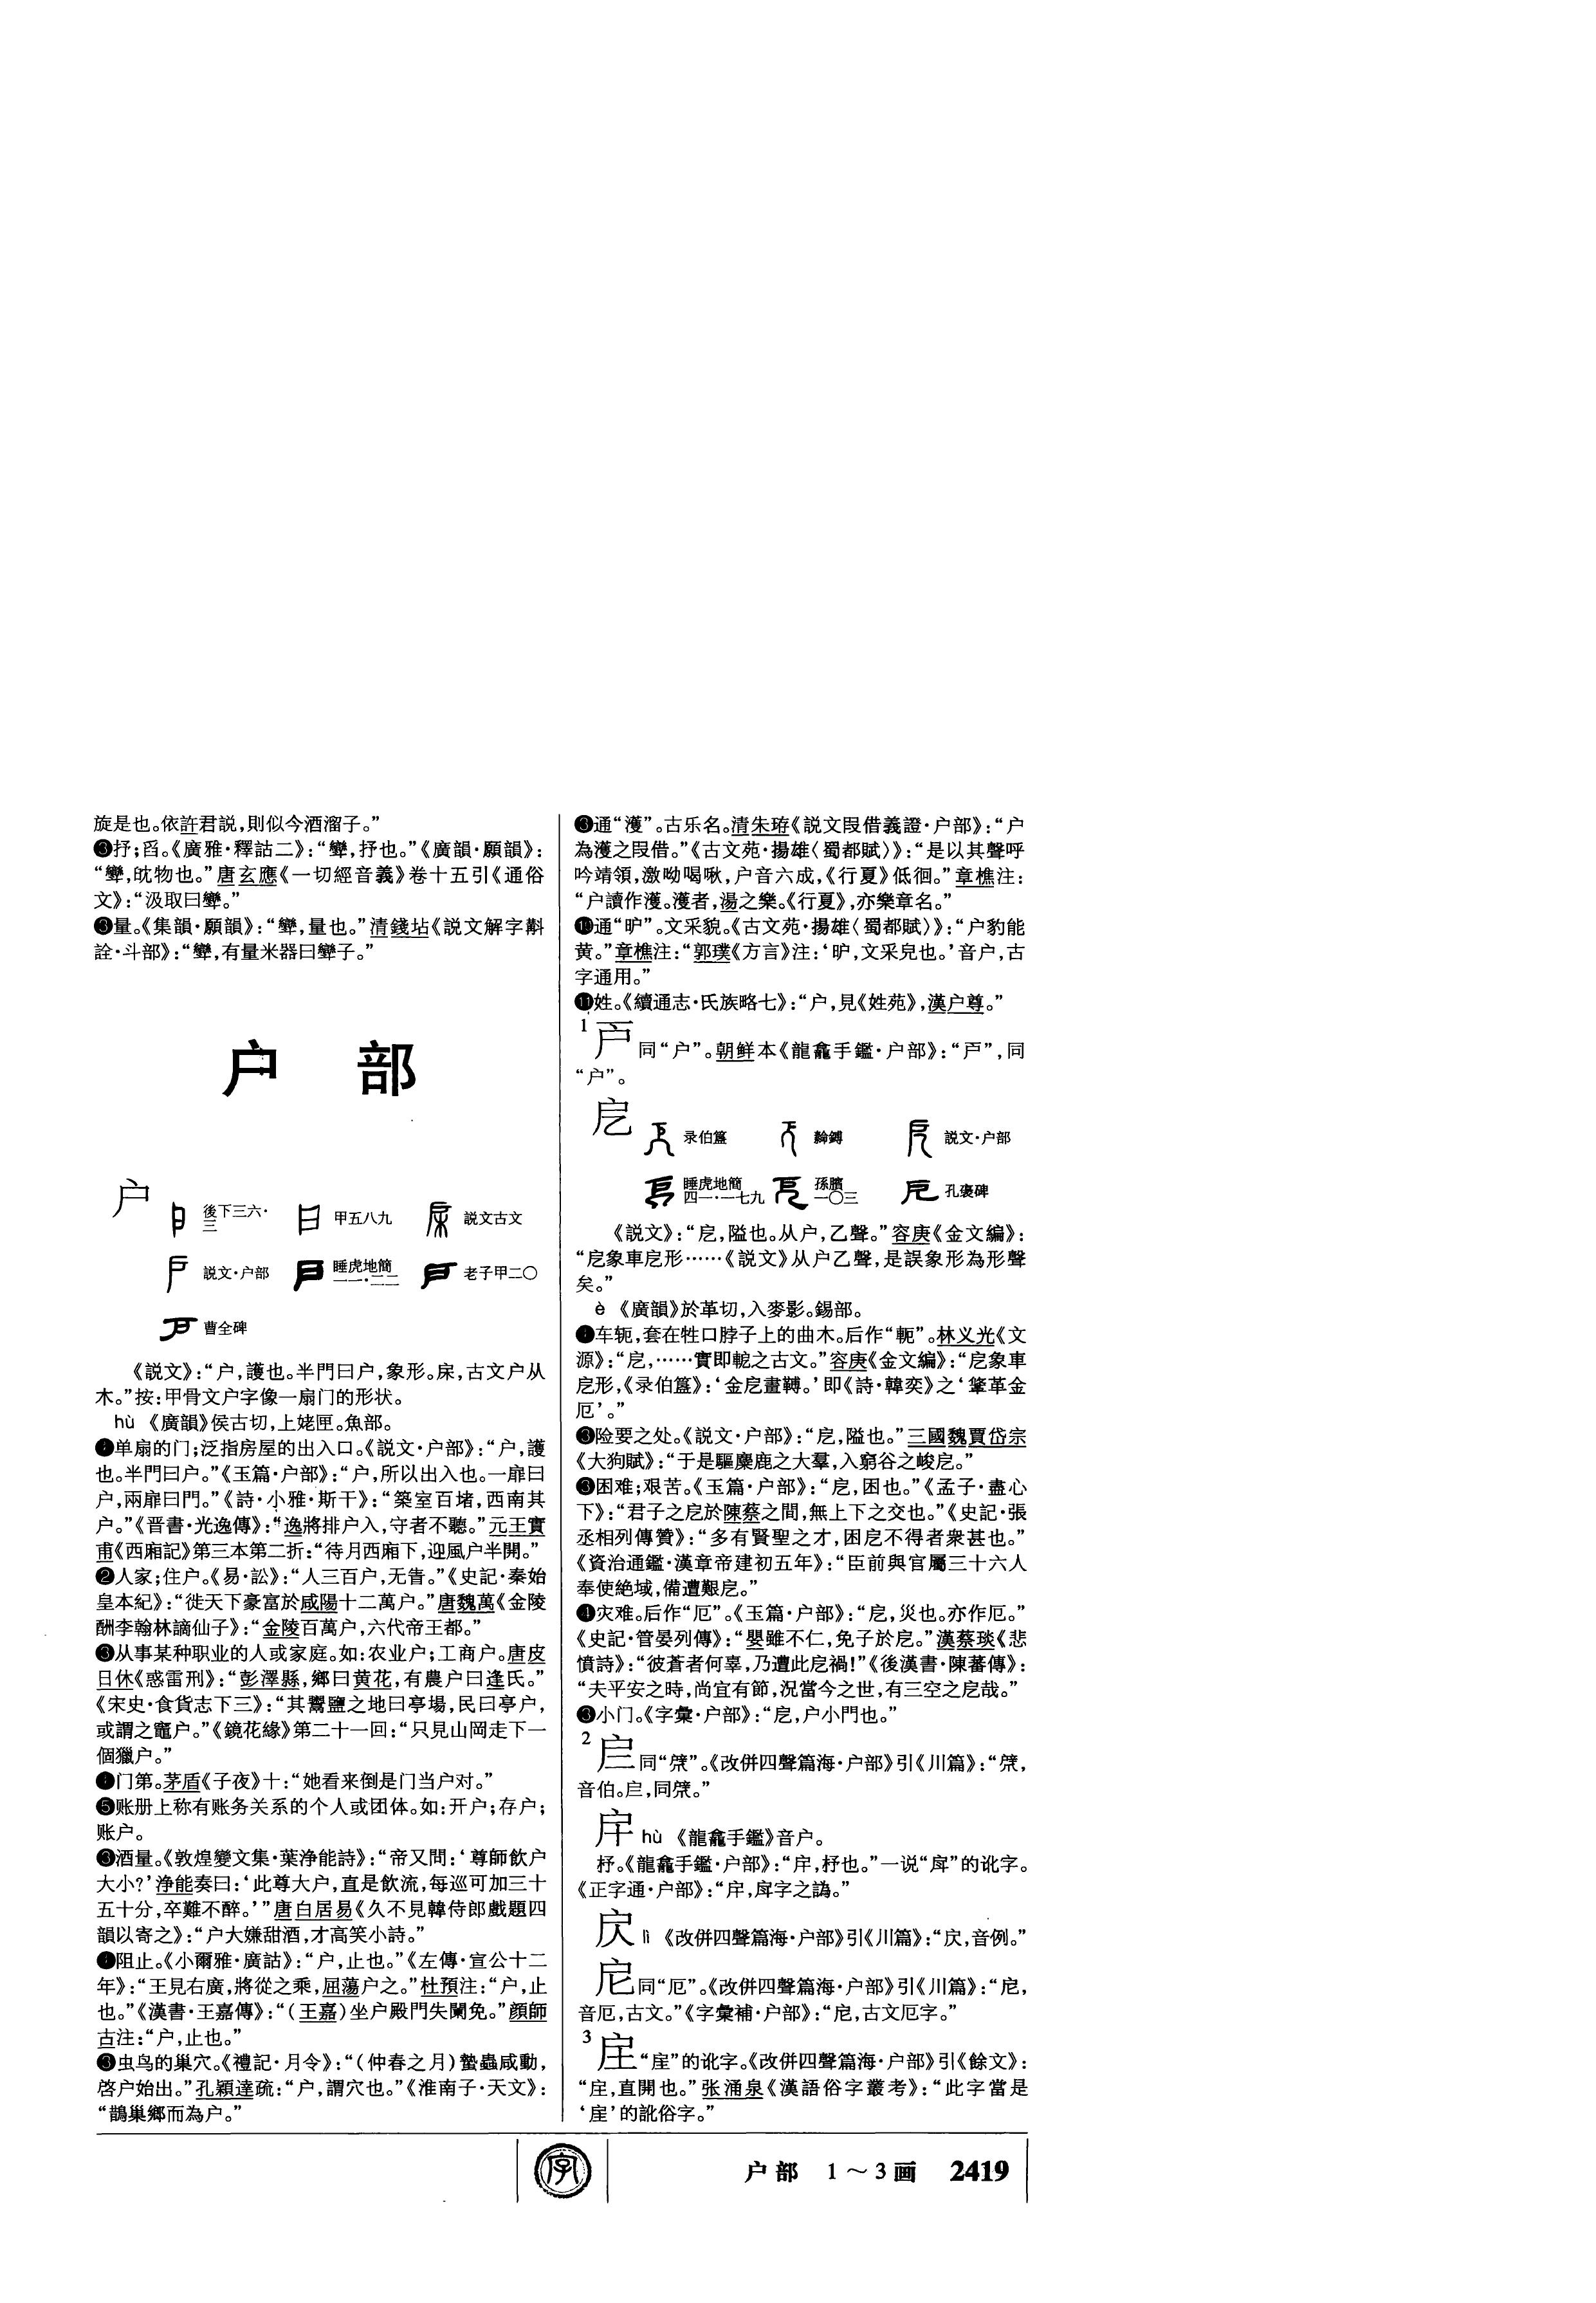 旋是也。依許君説，則似今酒溜子。”
❸抒；舀。《廣雅·釋詁二》：“㪻，抒也。”《廣韻·願韻》：
“㪻，㽸物也。”唐玄應《一切經音義》卷十五引《通俗
文》：“汲取曰㪻。”
❸量。《集韻·願韻》：“㪻，量也。”清錢坫《説文解字斠
詮·斗部》：“㪻，有量米器曰㪻子。”
户 部
户
後下三六·三 甲五八九 説文古文
説文·户部 睡虎地簡一一·二二 老子甲二〇
曹全碑
《説文》：“户，護也。半門曰户，象形。㦿，古文户从
木。”按：甲骨文户字像一扇门的形状。
hù 《廣韻》侯古切，上姥匣。魚部。
❶单扇的门；泛指房屋的出入口。《説文·户部》：“户，護
也。半門曰户。”《玉篇·户部》：“户，所以出入也。一扉曰
户，兩扉曰門。”《詩·小雅·斯干》：“築室百堵，西南其
户。”《晋書·光逸傳》：“逸將排户入，守者不聽。”元王實
甫《西廂記》第三本第二折：“待月西廂下，迎風户半開。”
❷人家；住户。《易·訟》：“人三百户，无眚。”《史記·秦始
皇本紀》：“徙天下豪富於咸陽十二萬户。”唐魏萬《金陵
酬李翰林謫仙子》：“金陵百萬户，六代帝王都。”
❸从事某种职业的人或家庭。如：农业户；工商户。唐皮
日休《惑雷刑》：“彭澤縣，鄉曰黄花，有農户曰逢氏。”
《宋史·食貨志下三》：“其鬻鹽之地曰亭場，民曰亭户，
或謂之竈户。”《鏡花緣》第二十一回：“只見山岡走下一
個獵户。”
❹门第。茅盾《子夜》十：“她看来倒是门当户对。”
❺账册上称有账务关系的个人或团体。如：开户；存户；
账户。
❸酒量。《敦煌變文集·葉净能詩》：“帝又問：‘尊師飲户
大小？’净能奏曰：‘此尊大户，直是飲流，每巡可加三十
五十分，卒難不醉。’”唐白居易《久不見韓侍郎戲題四
韻以寄之》：“户大嫌甜酒，才高笑小詩。”
❼阻止。《小爾雅·廣詁》：“户，止也。”《左傳·宣公十二
年》：“王見右廣，將從之乘，屈蕩户之。”杜預注：“户，止
也。”《漢書·王嘉傳》：“（王嘉）坐户殿門失闌免。”顔師
古注：“户，止也。”
❸虫鸟的巢穴。《禮記·月令》：“（仲春之月）蟄蟲咸動，
啓户始出。”孔穎達疏：“户，謂穴也。”《淮南子·天文》：
“鵲巢鄉而為户。”
❸通“濩”。古乐名。清朱珔《説文叚借義證·户部》：“户
為濩之叚借。”《古文苑·揚雄〈蜀都賦〉》：“是以其聲呼
吟靖領，激呦喝啾，户音六成，《行夏》低徊。”章樵注：
“户讀作濩。濩者，湯之樂。《行夏》，亦樂章名。”
❿通“昈”。文采貌。《古文苑·揚雄〈蜀都賦〉》：“户豹能
黄。”章樵注：“郭璞《方言》注：‘昈，文采皃也。’音户，古
字通用。”
⓫姓。《續通志·氏族略七》：“户，見《姓苑》，漢户尊。”
1 戸 同“户”。朝鲜本《龍龕手鑑·户部》：“戸”，同
“户”。
戹
录伯簋 𦅫鎛 説文·户部
睡虎地簡四一·一七九 孫臏一〇三 孔褒碑
《説文》：“戹，隘也。从户，乙聲。”容庚《金文編》：
“戹象車戹形……《説文》从户乙聲，是誤象形為形聲
矣。”
è 《廣韻》於革切，入麥影。錫部。
❶车轭，套在牲口脖子上的曲木。后作“軛”。林义光《文
源》：“戹，……實即軶之古文。”容庚《金文編》：“戹象車
戹形，《录伯簋》：‘金戹畫轉。’即《詩·韓奕》之‘鞗革金
厄’。”
❸险要之处。《説文·户部》：“戹，隘也。”三國魏賈岱宗
《大狗賦》：“于是驅麋鹿之大羣，入窮谷之峻戹。”
❸困难；艰苦。《玉篇·户部》：“戹，困也。”《孟子·盡心
下》：“君子之戹於陳蔡之間，無上下之交也。”《史記·張
丞相列傳贊》：“多有賢聖之才，困戹不得者衆甚也。”
《資治通鑑·漢章帝建初五年》：“臣前與官屬三十六人
奉使絶域，備遭艱戹。”
❹灾难。后作“厄”。《玉篇·户部》：“戹，災也。亦作厄。”
《史記·管晏列傳》：“嬰雖不仁，免子於戹。”漢蔡琰《悲
憤詩》：“彼蒼者何辜，乃遭此戹禍！”《後漢書·陳蕃傳》：
“夫平安之時，尚宜有節，況當今之世，有三空之戹哉。”
❸小门。《字彙·户部》：“戹，户小門也。”
2 同“㡿”。《改併四聲篇海·户部》引《川篇》：
音伯。
hù 《龍龕手鑑》音户。
杼。《龍龕手鑑·户部》：“戽，杼也。”一说“戽”的讹字。
《正字通·户部》：“戽字之譌。”
戾 lì 《改併四聲篇海·户部》引《川篇》：“音例。”
同“厄”。《改併四聲篇海·户部》引《川篇》：
音厄，古文。”《字彙補·户部》：“古文厄字。”
3 “崖”的讹字。《改併四聲篇海·户部》引《餘文》：
“直開也。”张涌泉《漢語俗字叢考》：“此字當是
‘崖’的訛俗字。”
字
户部 1～3画 2419